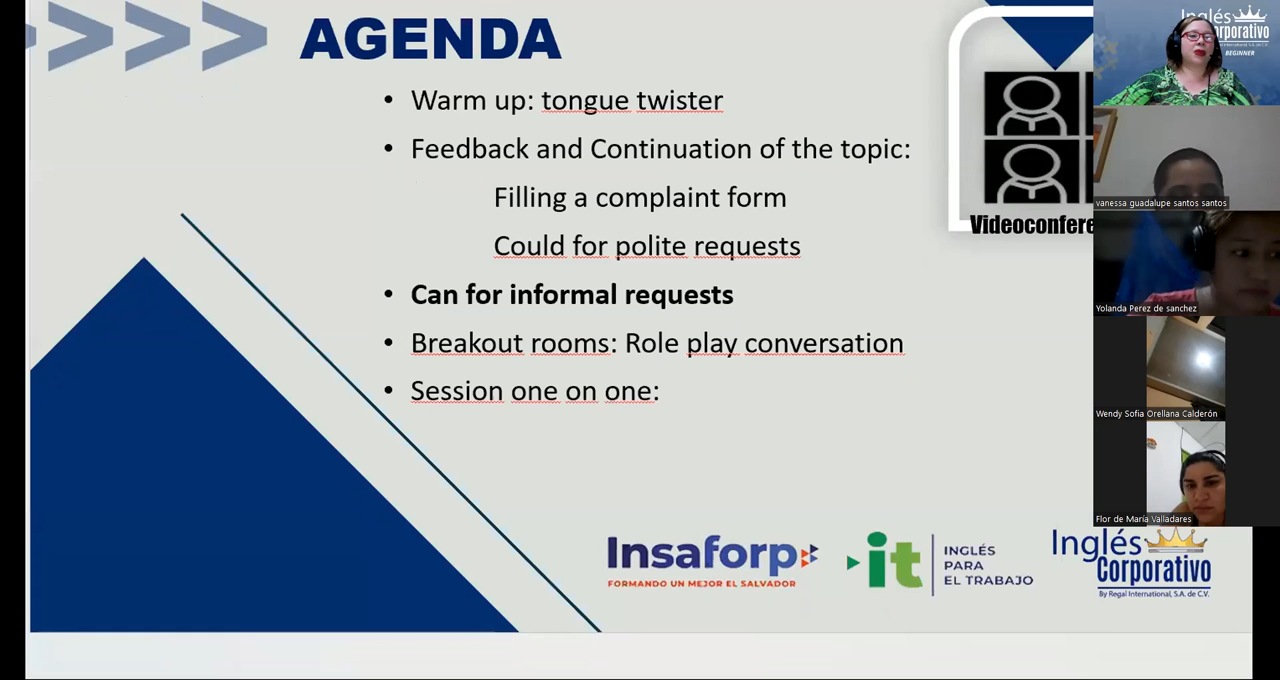 AGENDA
• Warm up: tongue twister
• Feedback and Continuation of the topic:
Filling a complaint form
Could for polite requests
• Can for informal requests
• Breakout rooms: Role play conversation
• Session one on one:
Videoconfere
Insaforp
FORMANDO UN MEJOR EL SALVADOR
it
INGLÉS
PARA
EL TRABAJO
Inglés
Corporativo
By Regal International, S.A. de C.V.
Inglés
orporativo
BEGINNER
vanessa guadalupe santos santos
Yolanda Perez de sanchez
Wendy Sofia Orellana Calderón
Flor de María Valladares